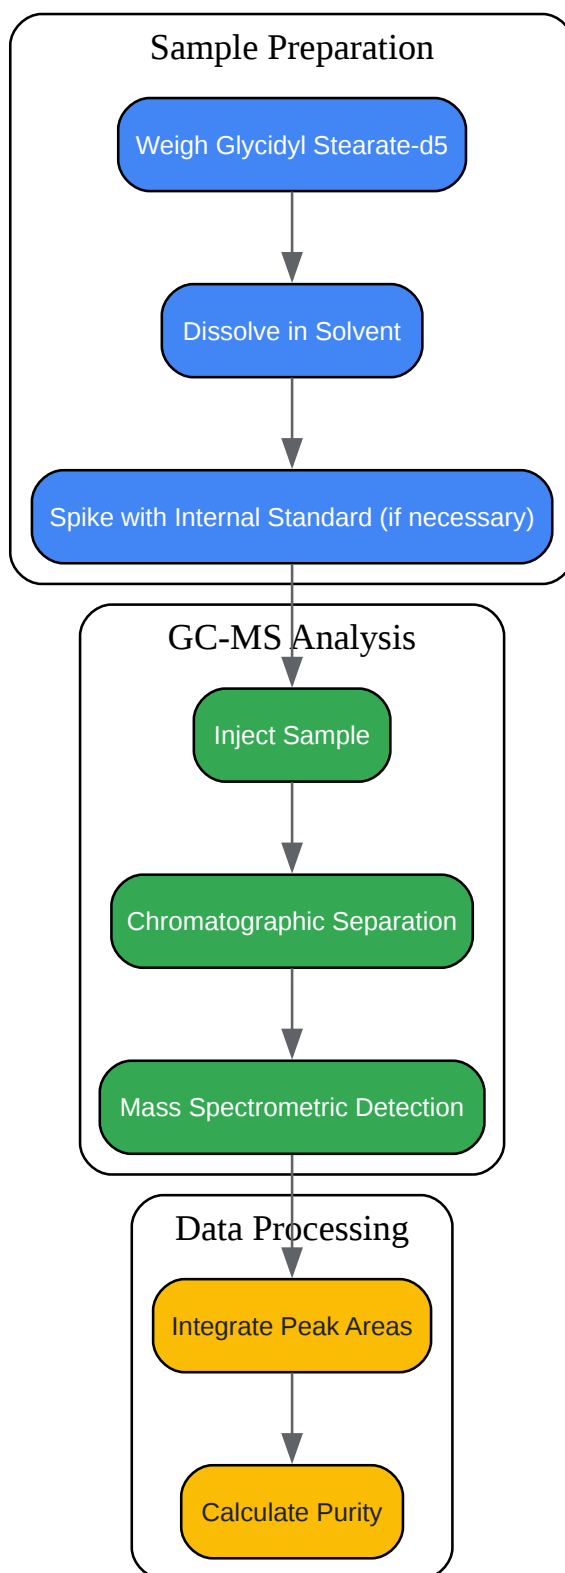 Sample Preparation
Weigh Glycidyl Stearate-d5
Dissolve in Solvent
Spike with Internal Standard (if necessary)
GC-MS Analysis
Inject Sample
Chromatographic Separation
Mass Spectrometric Detection
Data Processing
Integrate Peak Areas
Calculate Purity